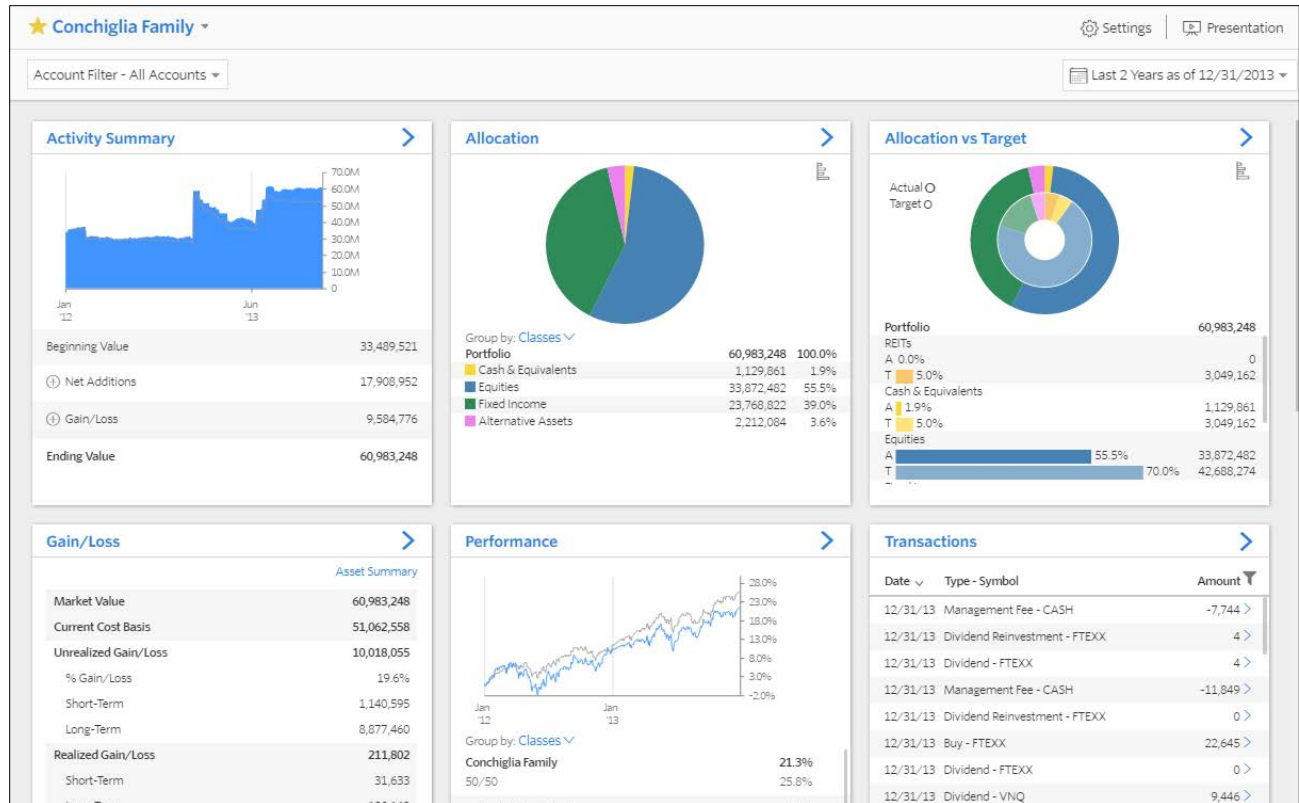 Conchiglia Family
Settings
Presentation
Account Filter - All Accounts
Last 2 Years as of 12/31/2013
Activity Summary
70.0M
60.0M
50.0M
40.0M
30.0M
20.0M
10.0M
0
Jan '12
Jun '13
Beginning Value 33,489,521
Net Additions 17,908,952
Gain/Loss 9,584,776
Ending Value 60,983,248
Allocation
Group by: Classes
Portfolio 60,983,248 100.0%
Cash & Equivalents 1,129,861 1.9%
Equities 33,872,482 55.5%
Fixed Income 23,768,822 39.0%
Alternative Assets 2,212,084 3.6%
Allocation vs Target
Actual
Target
Portfolio 60,983,248
REITs
A 0.0% 0
T 5.0% 3,049,162
Cash & Equivalents
A 1.9% 1,129,861
T 5.0% 3,049,162
Equities
A 55.5% 33,872,482
T 70.0% 42,688,274
Gain/Loss
Asset Summary
Market Value 60,983,248
Current Cost Basis 51,062,558
Unrealized Gain/Loss 10,018,055
% Gain/Loss 19.6%
Short-Term 1,140,595
Long-Term 8,877,460
Realized Gain/Loss 211,802
Short-Term 31,633
Performance
28.0%
23.0%
18.0%
13.0%
8.0%
3.0%
-2.0%
Jan '12
Jan '13
Group by: Classes
Conchiglia Family 21.3%
50/50 25.8%
Transactions
Date Type - Symbol Amount
12/31/13 Management Fee - CASH -7,744
12/31/13 Dividend Reinvestment - FTEXX 4
12/31/13 Dividend - FTEXX 4
12/31/13 Management Fee - CASH -11,849
12/31/13 Dividend Reinvestment - FTEXX 0
12/31/13 Buy - FTEXX 22,645
12/31/13 Dividend - FTEXX 0
12/31/13 Dividend - VNQ 9,446